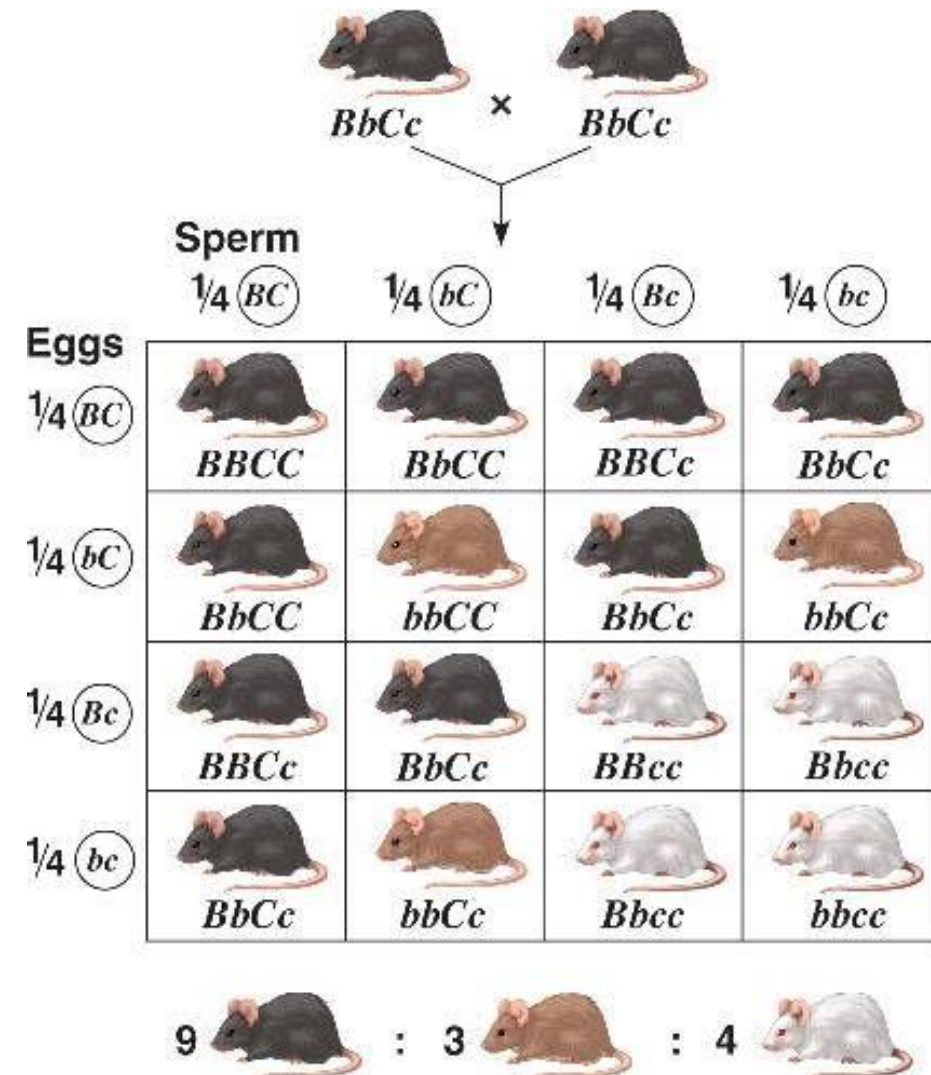 BbCc × BbCc
Sperm
1/4 BC 1/4 bC 1/4 Bc 1/4 bc
Eggs
1/4 BC
BBCC BbCC BBCc BbCc
1/4 bC
BbCC bbCC BbCc bbCc
1/4 Bc
BBCc BbCc BBcc Bbcc
1/4 bc
BbCc bbCc Bbcc bbcc
9 : 3 : 4